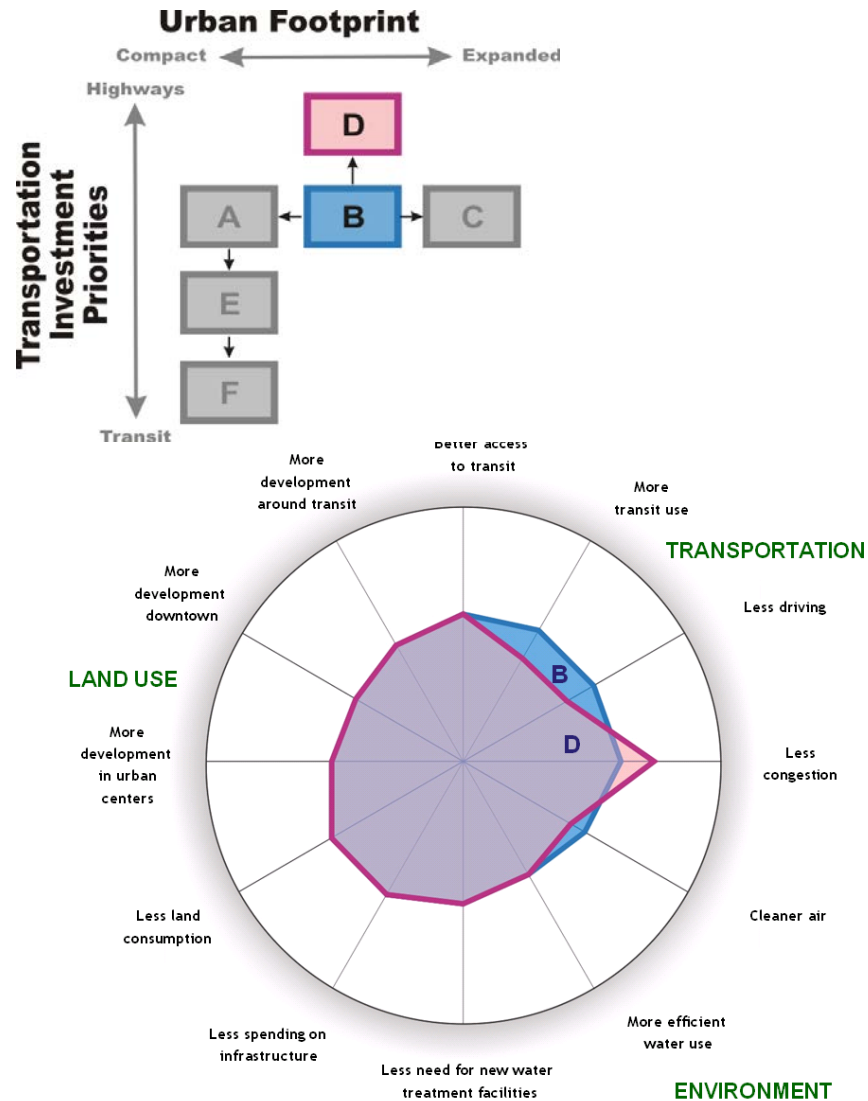 Urban Footprint
Compact
Expanded
Highways
Transportation
Investment
Priorities
D
A
B
C
E
F
Transit
Better access
to transit
More
development
around transit
More
transit use
TRANSPORTATION
More
development
downtown
Less driving
LAND USE
B
More
development
in urban
centers
D
Less
congestion
Less land
consumption
Cleaner air
Less spending on
infrastructure
More efficient
water use
Less need for new water
treatment facilities
ENVIRONMENT